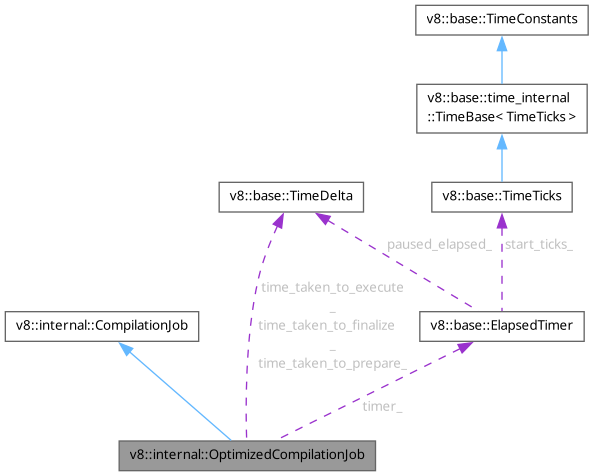 v8::base::TimeConstants
v8::base::time_internal
::TimeBase< TimeTicks >
v8::base::TimeDelta
v8::base::TimeTicks
paused_elapsed_
start_ticks_
time_taken_to_execute
_
time_taken_to_finalize
_
time_taken_to_prepare_
v8::internal::CompilationJob
v8::base::ElapsedTimer
timer_
v8::internal::OptimizedCompilationJob